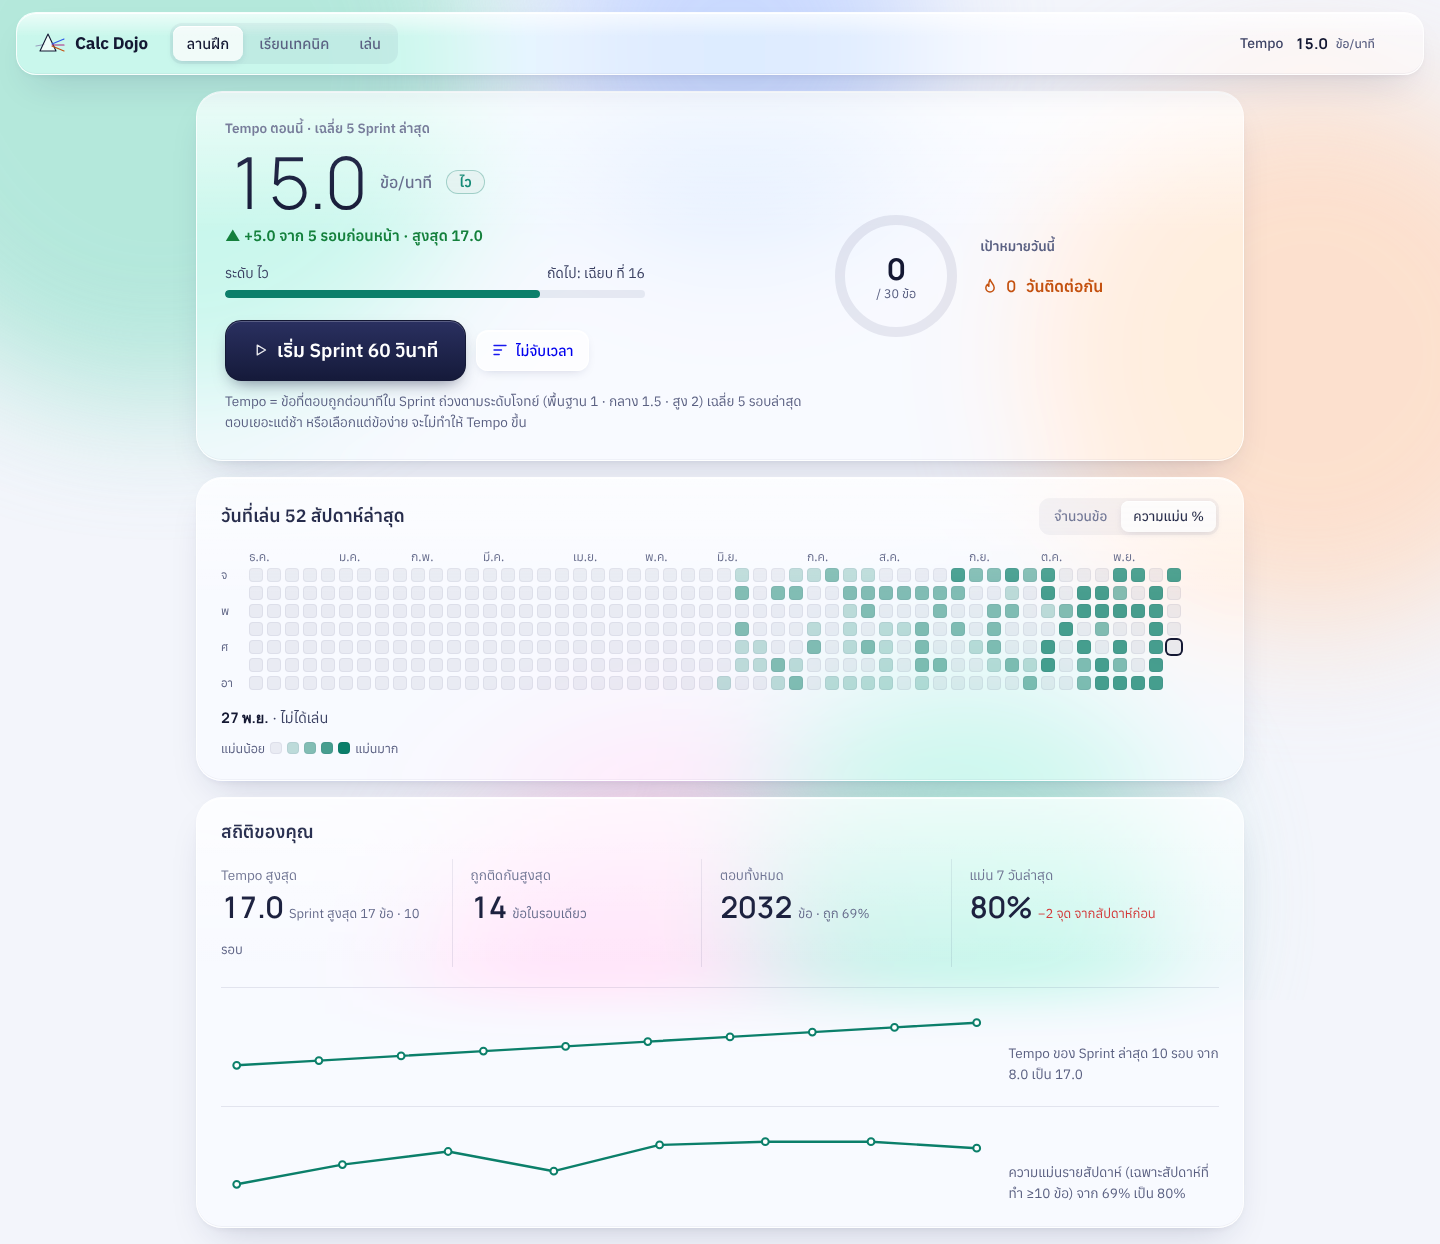 Calc Dojo ลานฝึก เรียนเทคนิค เล่น Tempo 15.0 ข้อ/นาที
Tempo ตอนนี้ · เฉลี่ย 5 Sprint ล่าสุด
15.0 ข้อ/นาที ไว
▲ +5.0 จาก 5 รอบก่อนหน้า · สูงสุด 17.0
ระดับ ไว ถัดไป: เฉียบ ที่ 16
เริ่ม Sprint 60 วินาที ไม่จับเวลา
Tempo = ข้อที่ตอบถูกต่อนาทีใน Sprint ถ่วงตามระดับโจทย์ (พื้นฐาน 1 · กลาง 1.5 · สูง 2) เฉลี่ย 5 รอบล่าสุด
ตอบเยอะแต่ช้า หรือเลือกแต่ข้อง่าย จะไม่ทำให้ Tempo ขึ้น
0
/ 30 ข้อ
เป้าหมายวันนี้
0 วันติดต่อกัน
วันที่เล่น 52 สัปดาห์ล่าสุด จำนวนข้อ ความแม่น %
ธ.ค. ม.ค. ก.พ. มี.ค. เม.ย. พ.ค. มิ.ย. ก.ค. ส.ค. ก.ย. ต.ค. พ.ย.
จ
พ
ศ
อา
27 พ.ย. · ไม่ได้เล่น
แม่นน้อย แม่นมาก
สถิติของคุณ
Tempo สูงสุด
17.0 Sprint สูงสุด 17 ข้อ · 10
รอบ
ถูกติดกันสูงสุด
14 ข้อในรอบเดียว
ตอบทั้งหมด
2032 ข้อ · ถูก 69%
แม่น 7 วันล่าสุด
80% −2 จุด จากสัปดาห์ก่อน
Tempo ของ Sprint ล่าสุด 10 รอบ จาก
8.0 เป็น 17.0
ความแม่นรายสัปดาห์ (เฉพาะสัปดาห์ที่
ทำ ≥10 ข้อ) จาก 69% เป็น 80%